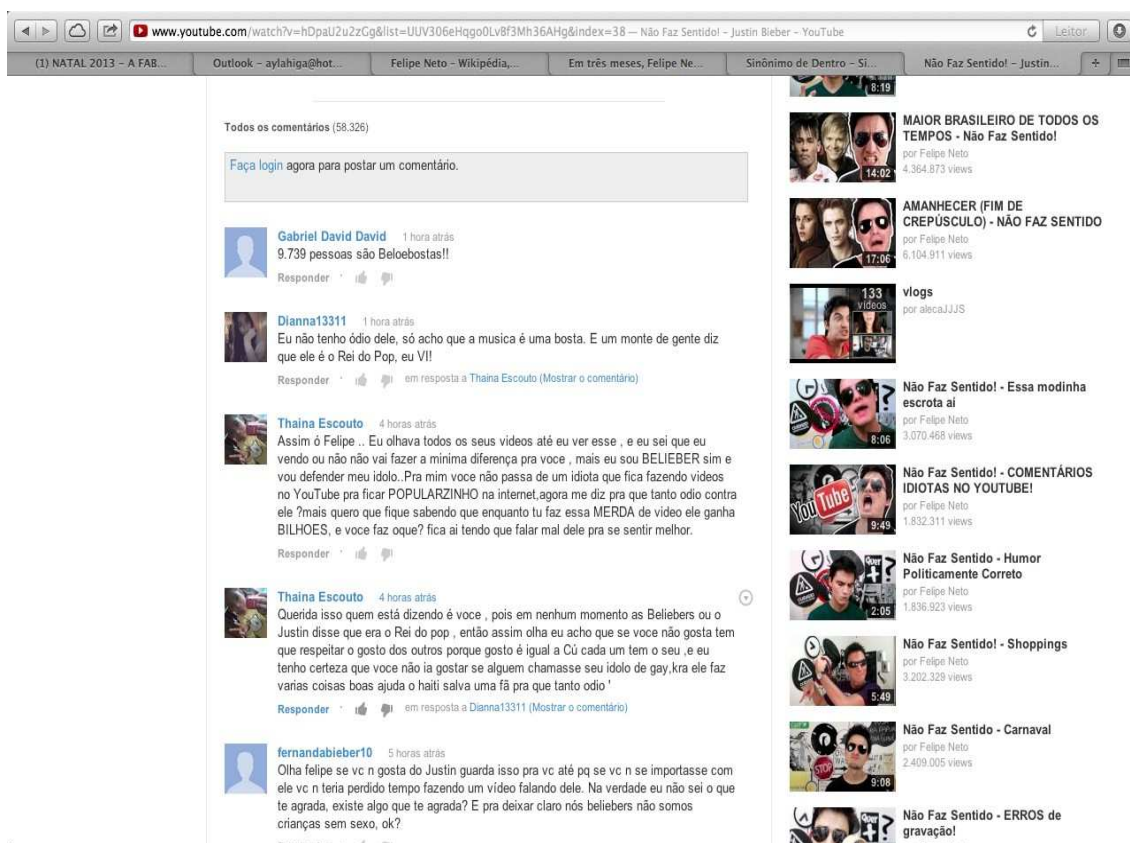 www.youtube.com/watch?v=hDpaU2u2zZGg&list=UUV306eHqgo0LvBf3Mh36AHg&index=38 — Não Faz Sentido! – Justin Bieber – YouTube
Leitor
(1) NATAL 2013 – A FAB...
Outlook – aylahiga@hot...
Felipe Neto – Wikipédia,...
Em três meses, Felipe Ne...
Sinônimo de Dentro – Si...
Não Faz Sentido! – Justin...
Todos os comentários (58.326)
Faça login agora para postar um comentário.
Gabriel David David 1 hora atrás
9.739 pessoas são Beloebostas!!
Responder ·
Dianna13311 1 hora atrás
Eu não tenho ódio dele, só acho que a musica é uma bosta. E um monte de gente diz
que ele é o Rei do Pop, eu VI!
Responder · em resposta a Thaina Escouto (Mostrar o comentário)
Thaina Escouto 4 horas atrás
Assim ó Felipe .. Eu olhava todos os seus videos até eu ver esse , e eu sei que eu
vendo ou não não vai fazer a minima diferença pra voce , mais eu sou BELIEBER sim e
vou defender meu idolo..Pra mim voce não passa de um idiota que fica fazendo videos
no YouTube pra ficar POPULARZINHO na internet,agora me diz pra que tanto odio contra
ele ?mais quero que fique sabendo que enquanto tu faz essa MERDA de video ele ganha
BILHOES, e voce faz oque? fica ai tendo que falar mal dele pra se sentir melhor.
Responder ·
Thaina Escouto 4 horas atrás
Querida isso quem está dizendo é voce , pois em nenhum momento as Beliebers ou o
Justin disse que era o Rei do pop , então assim olha eu acho que se voce não gosta tem
que respeitar o gosto dos outros porque gosto é igual a Cú cada um tem o seu ,e eu
tenho certeza que voce não ia gostar se alguem chamasse seu idolo de gay,kra ele faz
varias coisas boas ajuda o haiti salva uma fã pra que tanto odio '
Responder · em resposta a Dianna13311 (Mostrar o comentário)
fernandabieber10 5 horas atrás
Olha felipe se vc n gosta do Justin guarda isso pra vc até pq se vc n se importasse com
ele vc n teria perdido tempo fazendo um vídeo falando dele. Na verdade eu não sei o que
te agrada, existe algo que te agrada? E pra deixar claro nós beliebers não somos
crianças sem sexo, ok?
8:19
MAIOR BRASILEIRO DE TODOS OS
TEMPOS - Não Faz Sentido!
por Felipe Neto
4.364.873 views
14:02
AMANHECER (FIM DE
CREPÚSCULO) - NÃO FAZ SENTIDO
por Felipe Neto
6.104.911 views
17:06
vlogs
por alecaJJJS
133
vídeos
Não Faz Sentido! - Essa modinha
escrota aí
por Felipe Neto
3.070.468 views
8:06
Não Faz Sentido! - COMENTÁRIOS
IDIOTAS NO YOUTUBE!
por Felipe Neto
1.832.311 views
You Tube
9:49
Não Faz Sentido - Humor
Politicamente Correto
por Felipe Neto
1.836.923 views
2:05
Não Faz Sentido! - Shoppings
por Felipe Neto
3.202.329 views
5:49
Não Faz Sentido - Carnaval
por Felipe Neto
2.409.005 views
STOP
9:08
Não Faz Sentido - ERROS de
gravação!